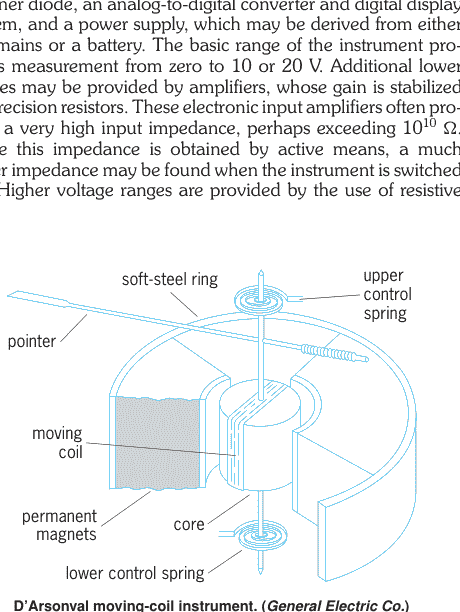 ner diode, an analog-to-digital converter and digital display
em, and a power supply, which may be derived from either
mains or a battery. The basic range of the instrument pro-
s measurement from zero to 10 or 20 V. Additional lower
es may be provided by amplifiers, whose gain is stabilized
recision resistors. These electronic input amplifiers often pro-
a very high input impedance, perhaps exceeding 10¹⁰ Ω.
e this impedance is obtained by active means, a much
er impedance may be found when the instrument is switched
Higher voltage ranges are provided by the use of resistive
soft-steel ring
upper
control
spring
pointer
moving
coil
permanent
magnets
core
lower control spring
D'Arsonval moving-coil instrument. (General Electric Co.)